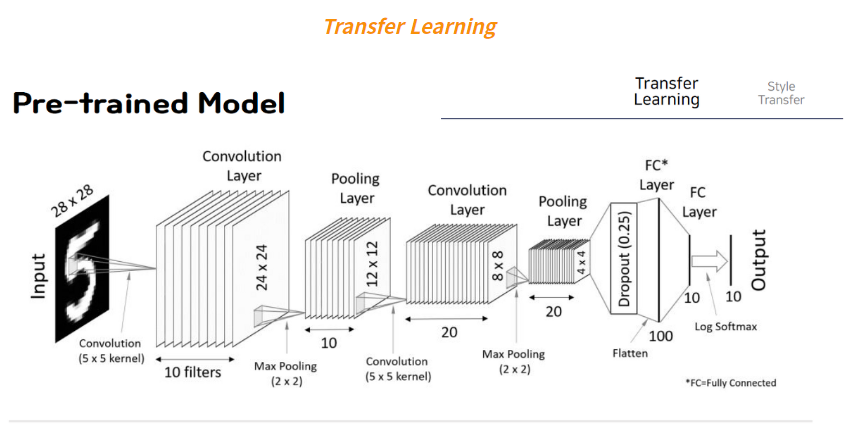 Transfer Learning
Pre-trained Model
Transfer
Learning
Style
Transfer
Input
28 x 28
Convolution
(5 x 5 kernel)
Convolution
Layer
24 x 24
10 filters
Max Pooling
(2 x 2)
Pooling
Layer
12 x 12
10
Convolution
(5 x 5 kernel)
Convolution
Layer
8 x 8
20
Max Pooling
(2 x 2)
Pooling
Layer
4 x 4
20
Dropout (0.25)
Flatten
FC*
Layer
100
FC
Layer
10
Log Softmax
10
Output
*FC=Fully Connected